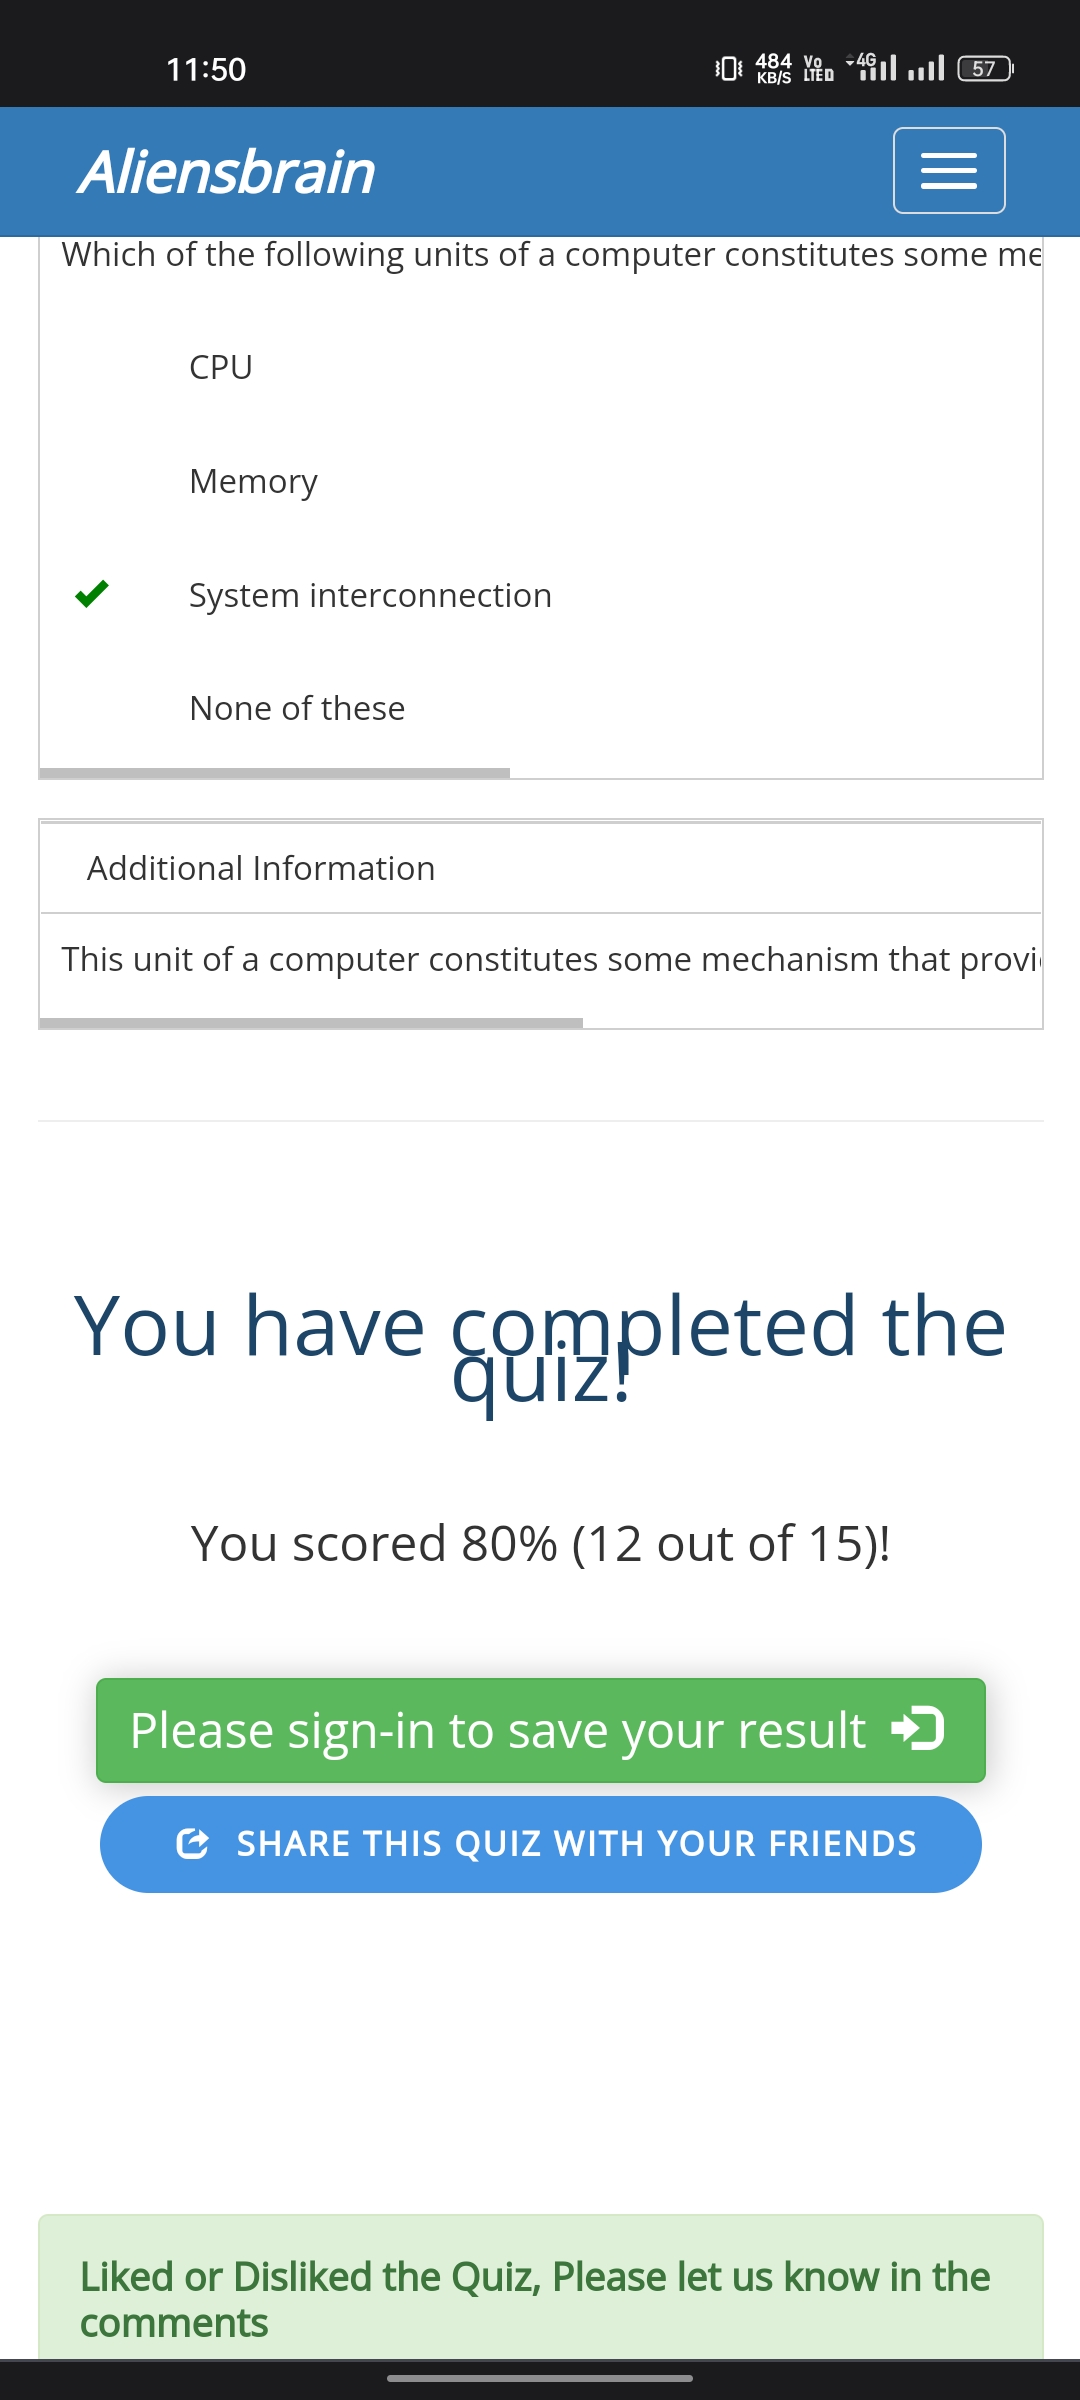 11:50
484
KB/S
Vo
LTE
4G
57
Aliensbrain
Which of the following units of a computer constitutes some me
CPU
Memory
System interconnection
None of these
Additional Information
This unit of a computer constitutes some mechanism that provi
You have completed the
quiz!
You scored 80% (12 out of 15)!
Please sign-in to save your result
SHARE THIS QUIZ WITH YOUR FRIENDS
Liked or Disliked the Quiz, Please let us know in the
comments